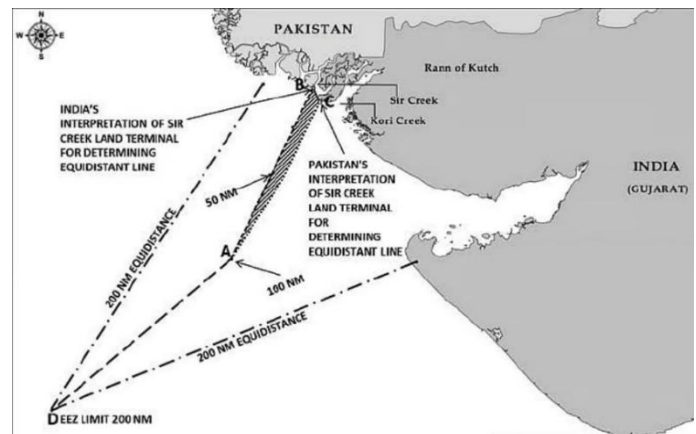 N
W E
S
PAKISTAN
Rann of Kutch
B
C
Sir Creek
Kori Creek
INDIA'S
INTERPRETATION OF SIR
CREEK LAND TERMINAL
FOR DETERMINING
EQUIDISTANT LINE
PAKISTAN'S
INTERPRETATION
OF SIR CREEK
LAND TERMINAL
FOR
DETERMINING
EQUIDISTANT LINE
INDIA
(GUJARAT)
50 NM
200 NM EQUIDISTANCE
A
100 NM
200 NM EQUIDISTANCE
DEEZ LIMIT 200 NM